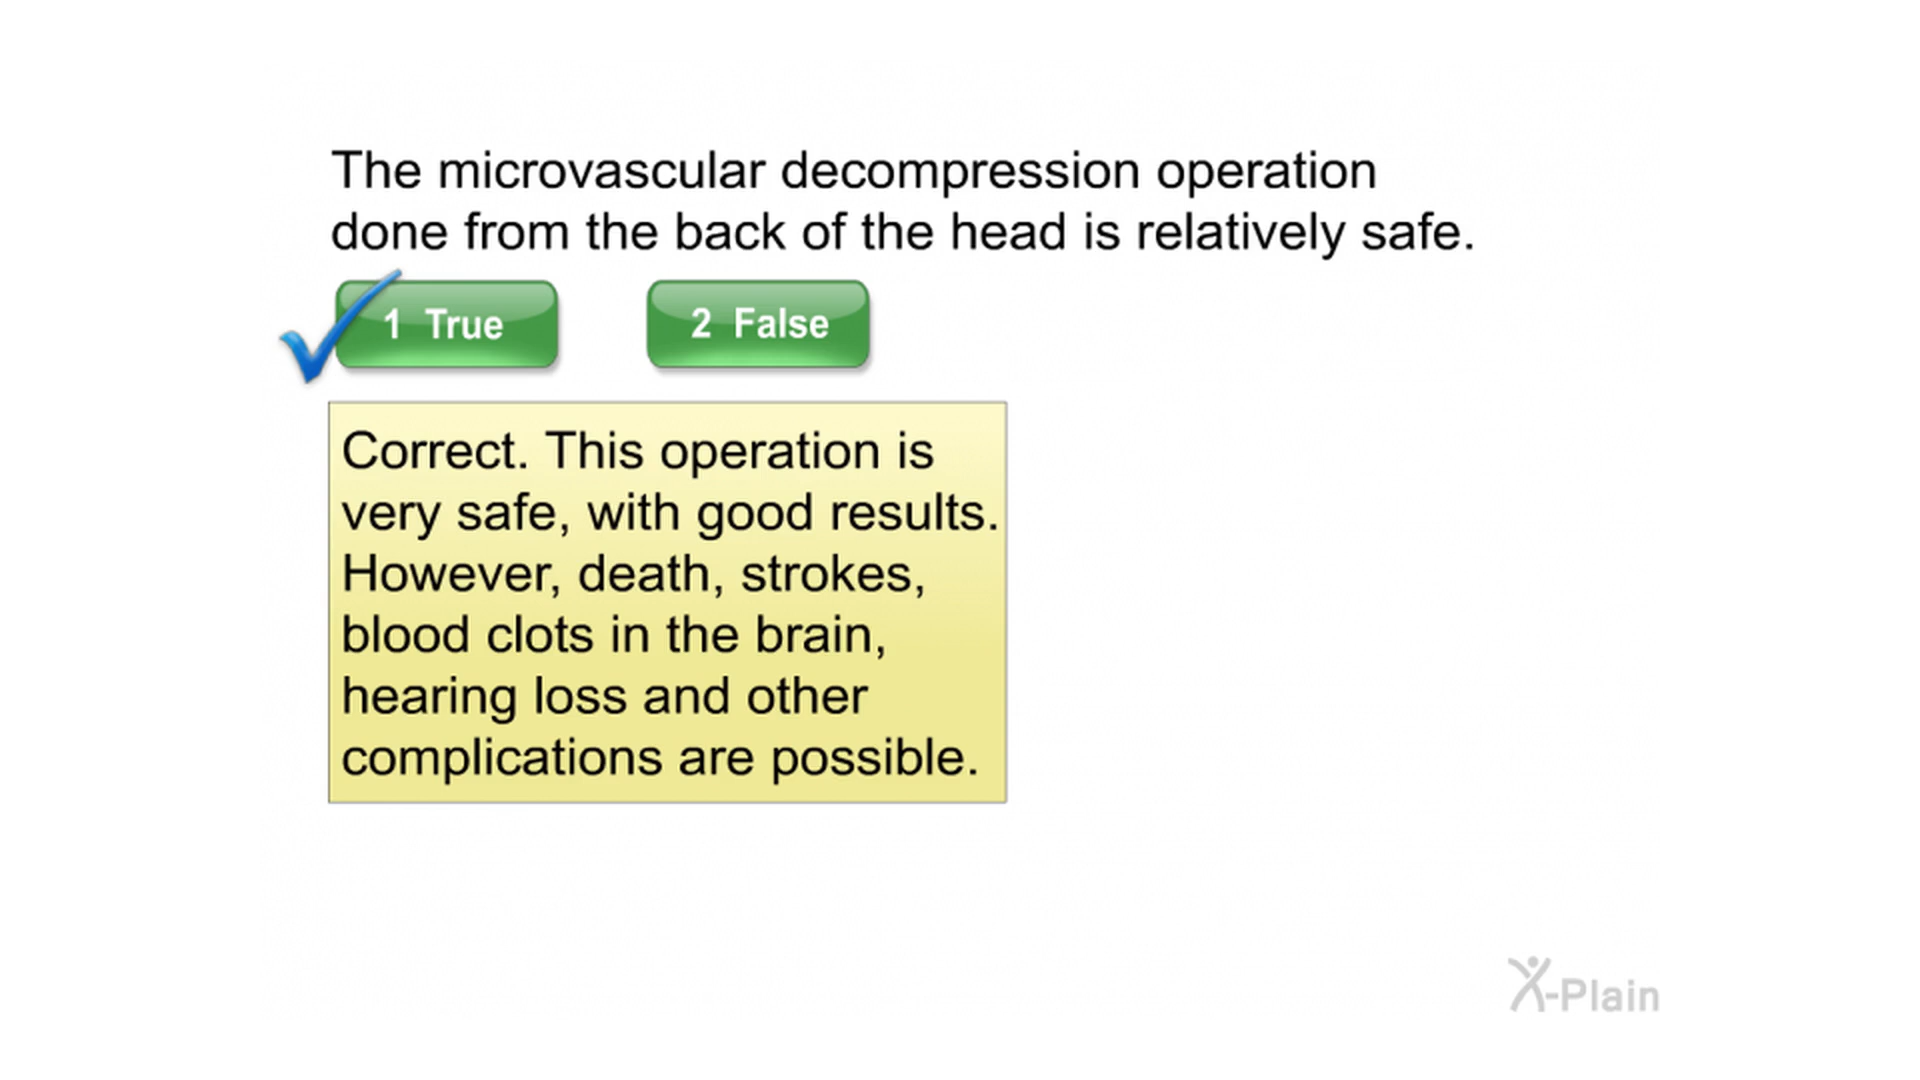 The microvascular decompression operation
done from the back of the head is relatively safe.
1 True
2 False
Correct. This operation is
very safe, with good results.
However, death, strokes,
blood clots in the brain,
hearing loss and other
complications are possible.
X-Plain